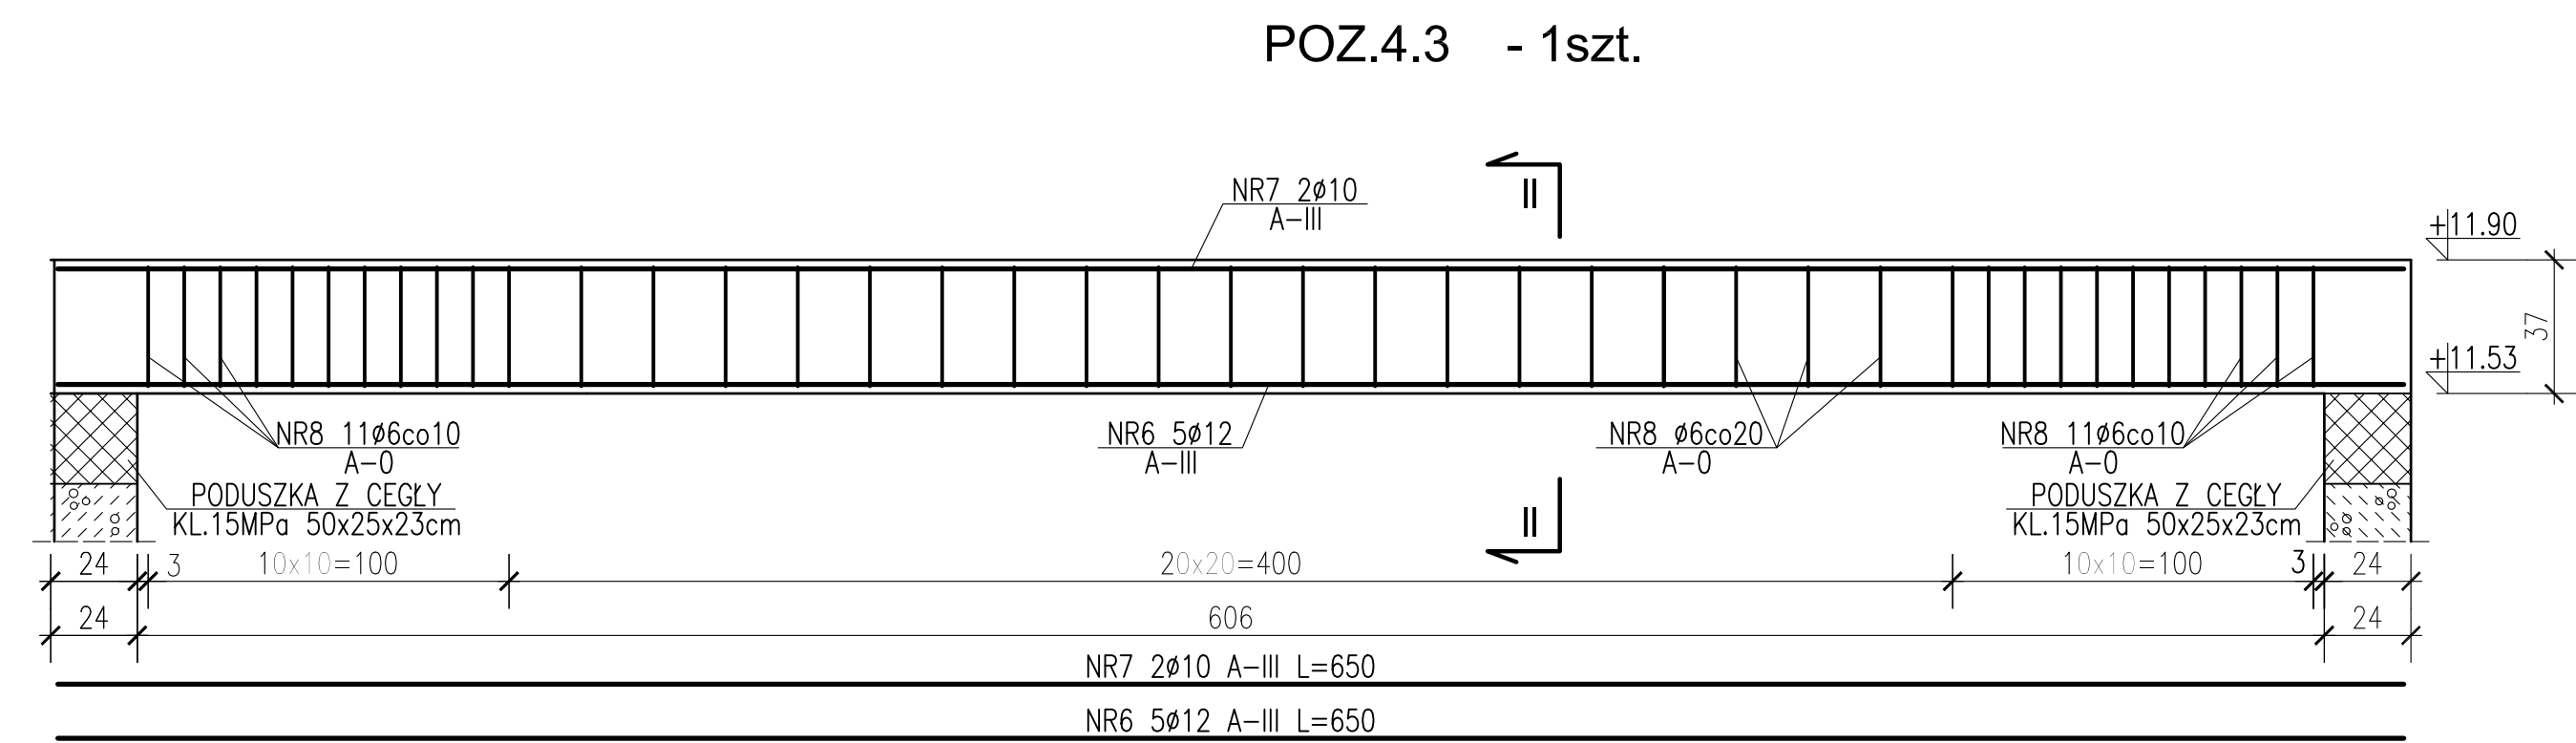 POZ.4.3 - 1szt.
NR7 2ø10
A-III
II
+11.90
37
+11.53
NR8 11ø6co10
A-0
NR6 5ø12
A-III
NR8 ø6co20
A-0
NR8 11ø6co10
A-0
PODUSZKA Z CEGŁY
KL.15MPa 50x25x23cm
II
PODUSZKA Z CEGŁY
KL.15MPa 50x25x23cm
24 3 10x10=100 20x20=400 10x10=100 3 24
24 606 24
NR7 2ø10 A-III L=650
NR6 5ø12 A-III L=650